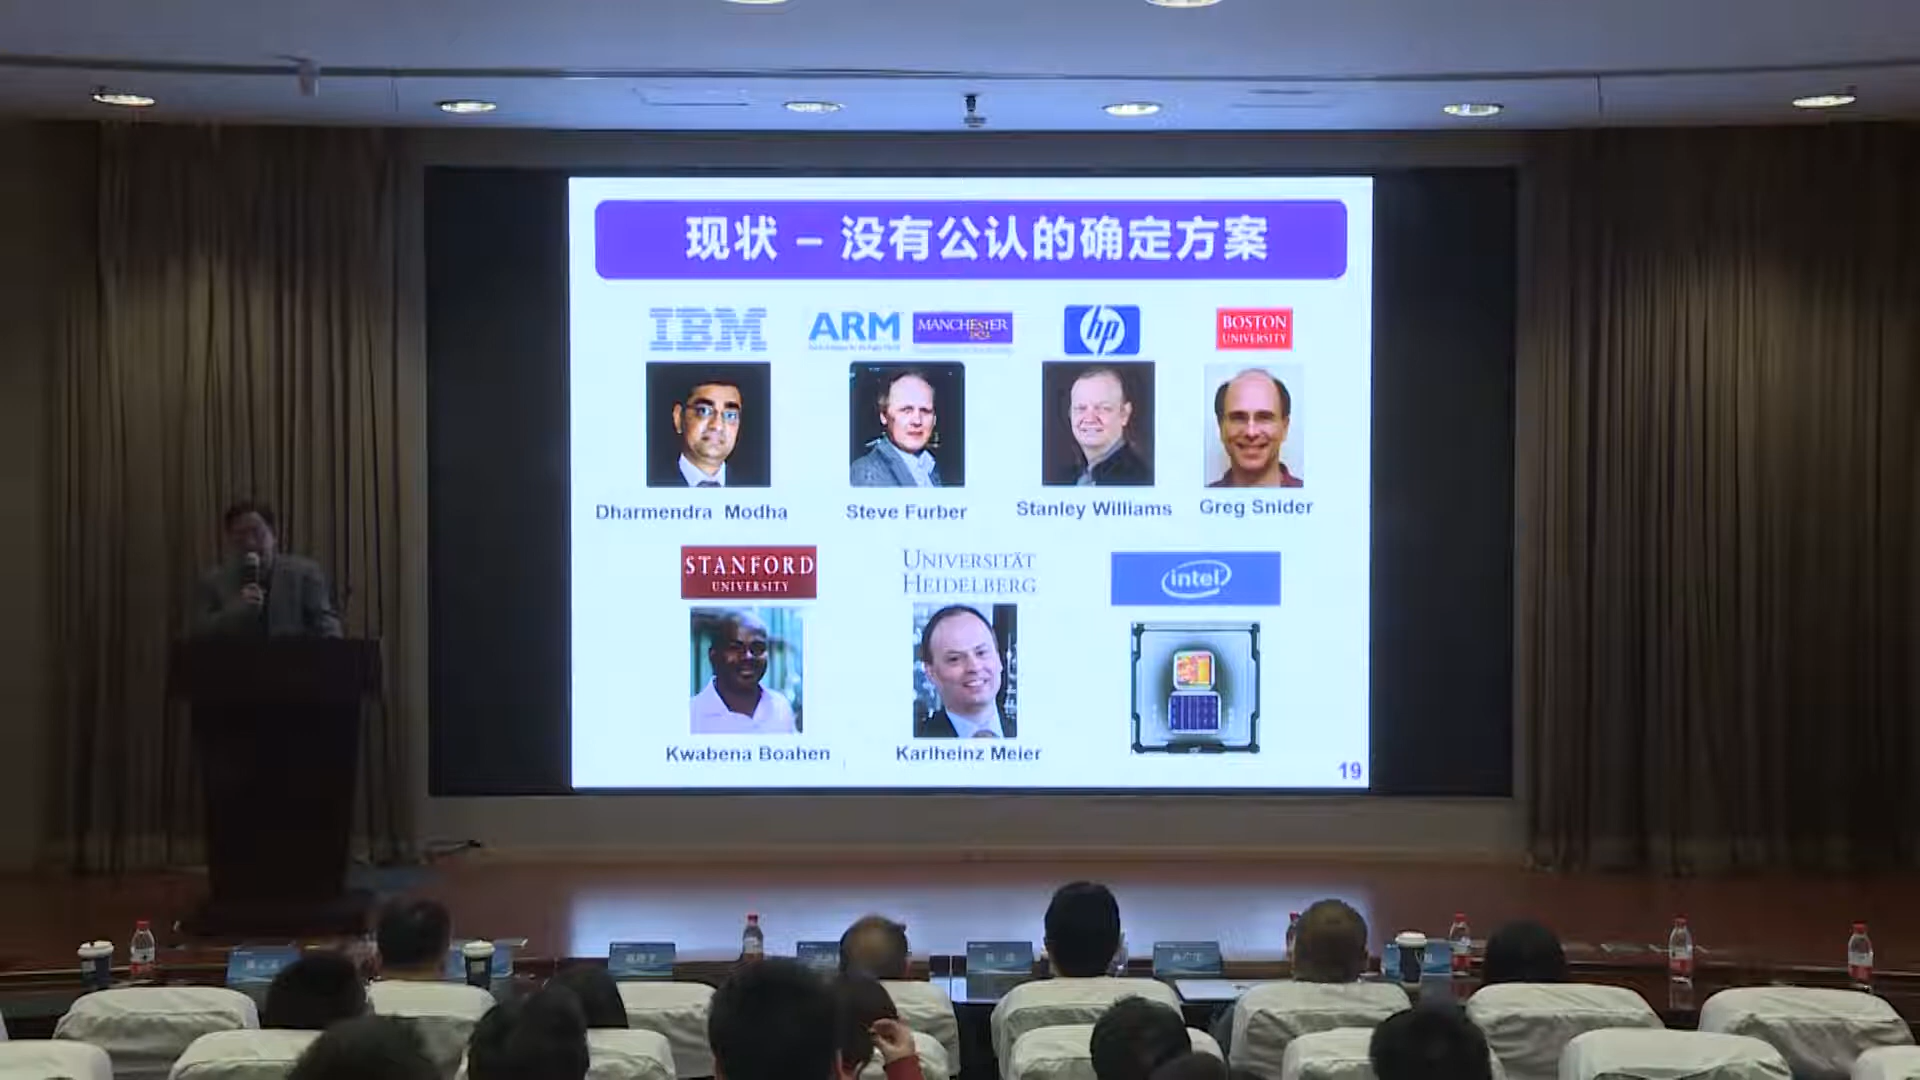 现状 – 没有公认的确定方案
IBM
ARM
MANCHESTER
1824
hp
BOSTON
UNIVERSITY
Dharmendra Modha
Steve Furber
Stanley Williams
Greg Snider
STANFORD
UNIVERSITY
UNIVERSITÄT
HEIDELBERG
intel
Kwabena Boahen
Karlheinz Meier
19